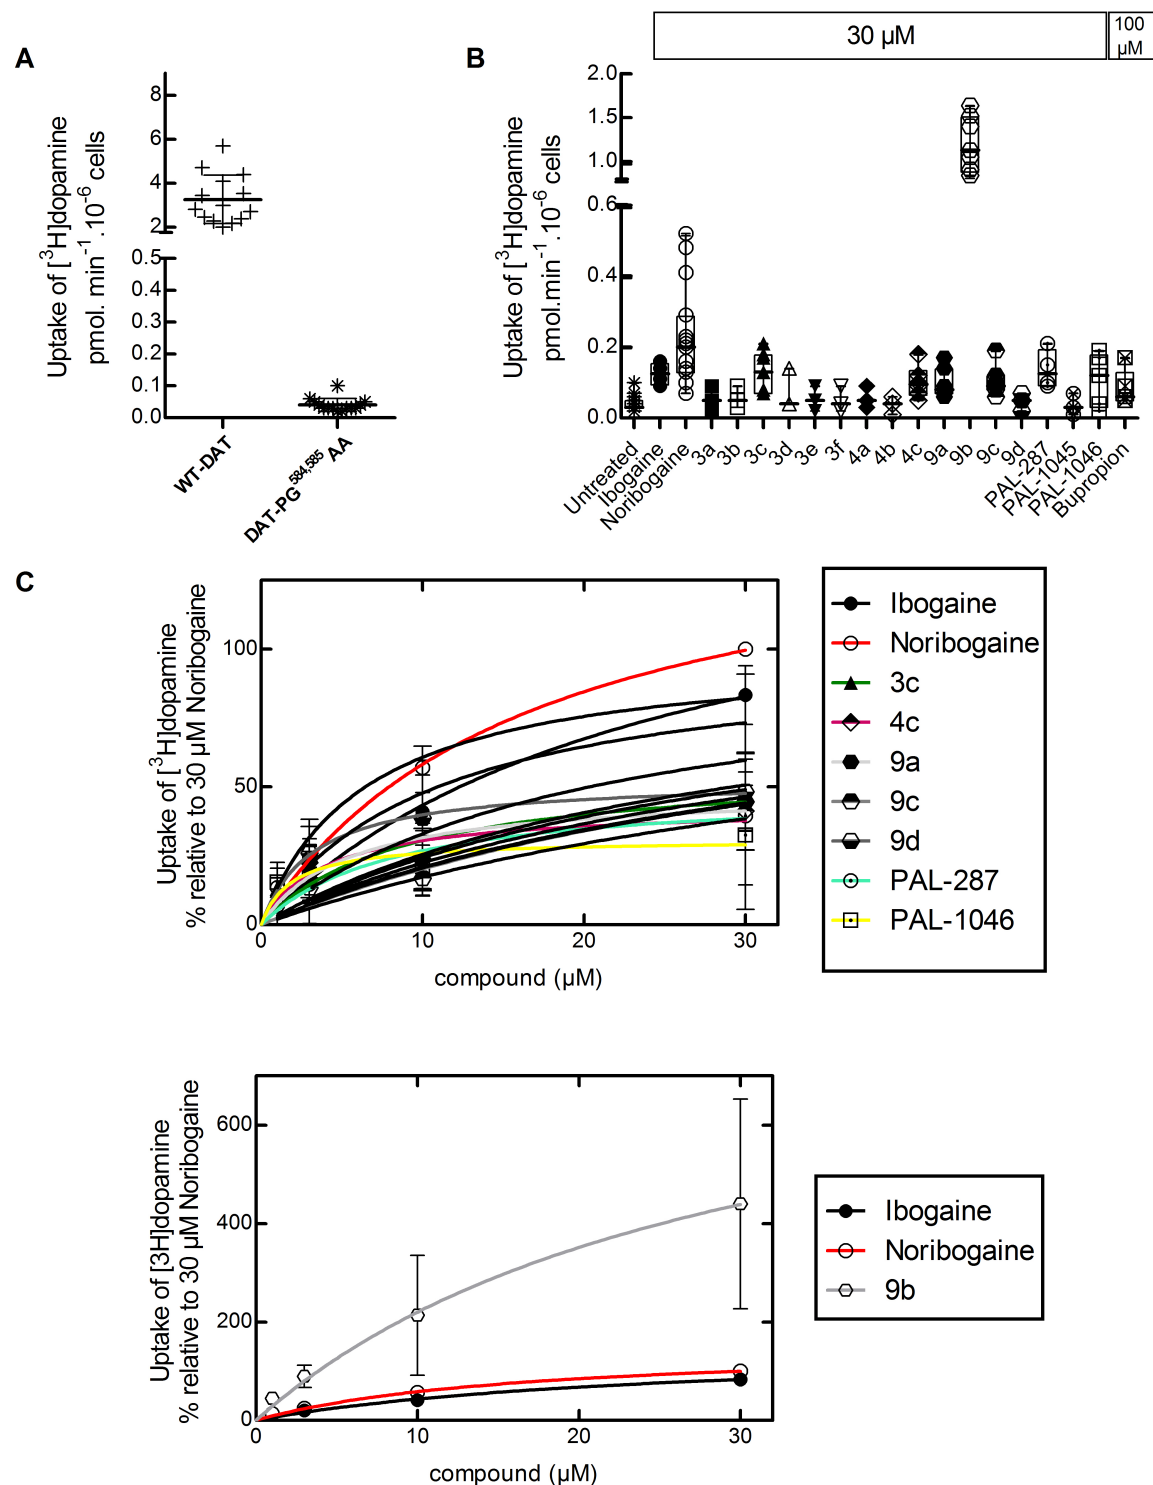 A
Uptake of [³H]dopamine
pmol. min⁻¹.10⁻⁶ cells
8
6
4
2
0.5
0.4
0.3
0.2
0.1
0.0
WT-DAT
DAT-PG⁵⁸⁴,⁵⁸⁵AA
B
30 µM
100
µM
Uptake of [³H]dopamine
pmol.min⁻¹.10⁻⁶ cells
2.0
1.5
1.0
0.6
0.4
0.2
0.0
Untreated
Ibogaine
Noribogaine
3a
3b
3c
3d
3e
3f
4a
4b
4c
9a
9b
9c
9d
PAL-287
PAL-1045
PAL-1046
Bupropion
C
Uptake of [³H]dopamine
% relative to 30 µM Noribogaine
100
50
0
0
10
20
30
compound (µM)
Ibogaine
Noribogaine
3c
4c
9a
9c
9d
PAL-287
PAL-1046
Uptake of [3H]dopamine
% relative to 30 µM Noribogaine
600
400
200
0
0
10
20
30
compound (µM)
Ibogaine
Noribogaine
9b